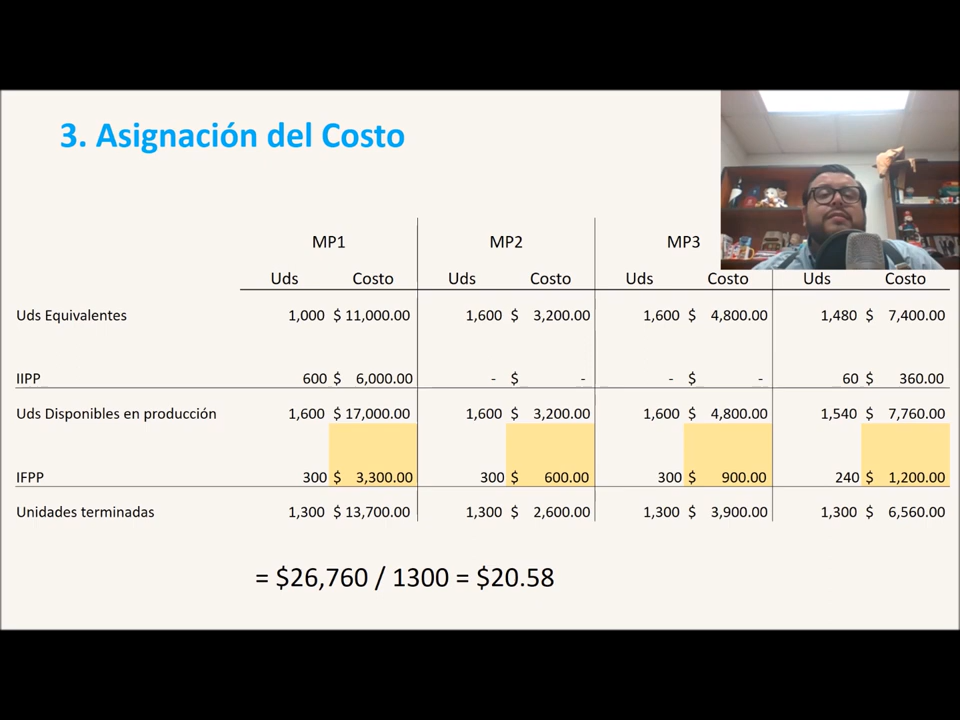 3. Asignación del Costo
MP1 MP2 MP3
Uds Costo Uds Costo Uds Costo Uds Costo
Uds Equivalentes 1,000 $ 11,000.00 1,600 $ 3,200.00 1,600 $ 4,800.00 1,480 $ 7,400.00
IIPP 600 $ 6,000.00 - $ - - $ - 60 $ 360.00
Uds Disponibles en producción 1,600 $ 17,000.00 1,600 $ 3,200.00 1,600 $ 4,800.00 1,540 $ 7,760.00
IFPP 300 $ 3,300.00 300 $ 600.00 300 $ 900.00 240 $ 1,200.00
Unidades terminadas 1,300 $ 13,700.00 1,300 $ 2,600.00 1,300 $ 3,900.00 1,300 $ 6,560.00
= $26,760 / 1300 = $20.58